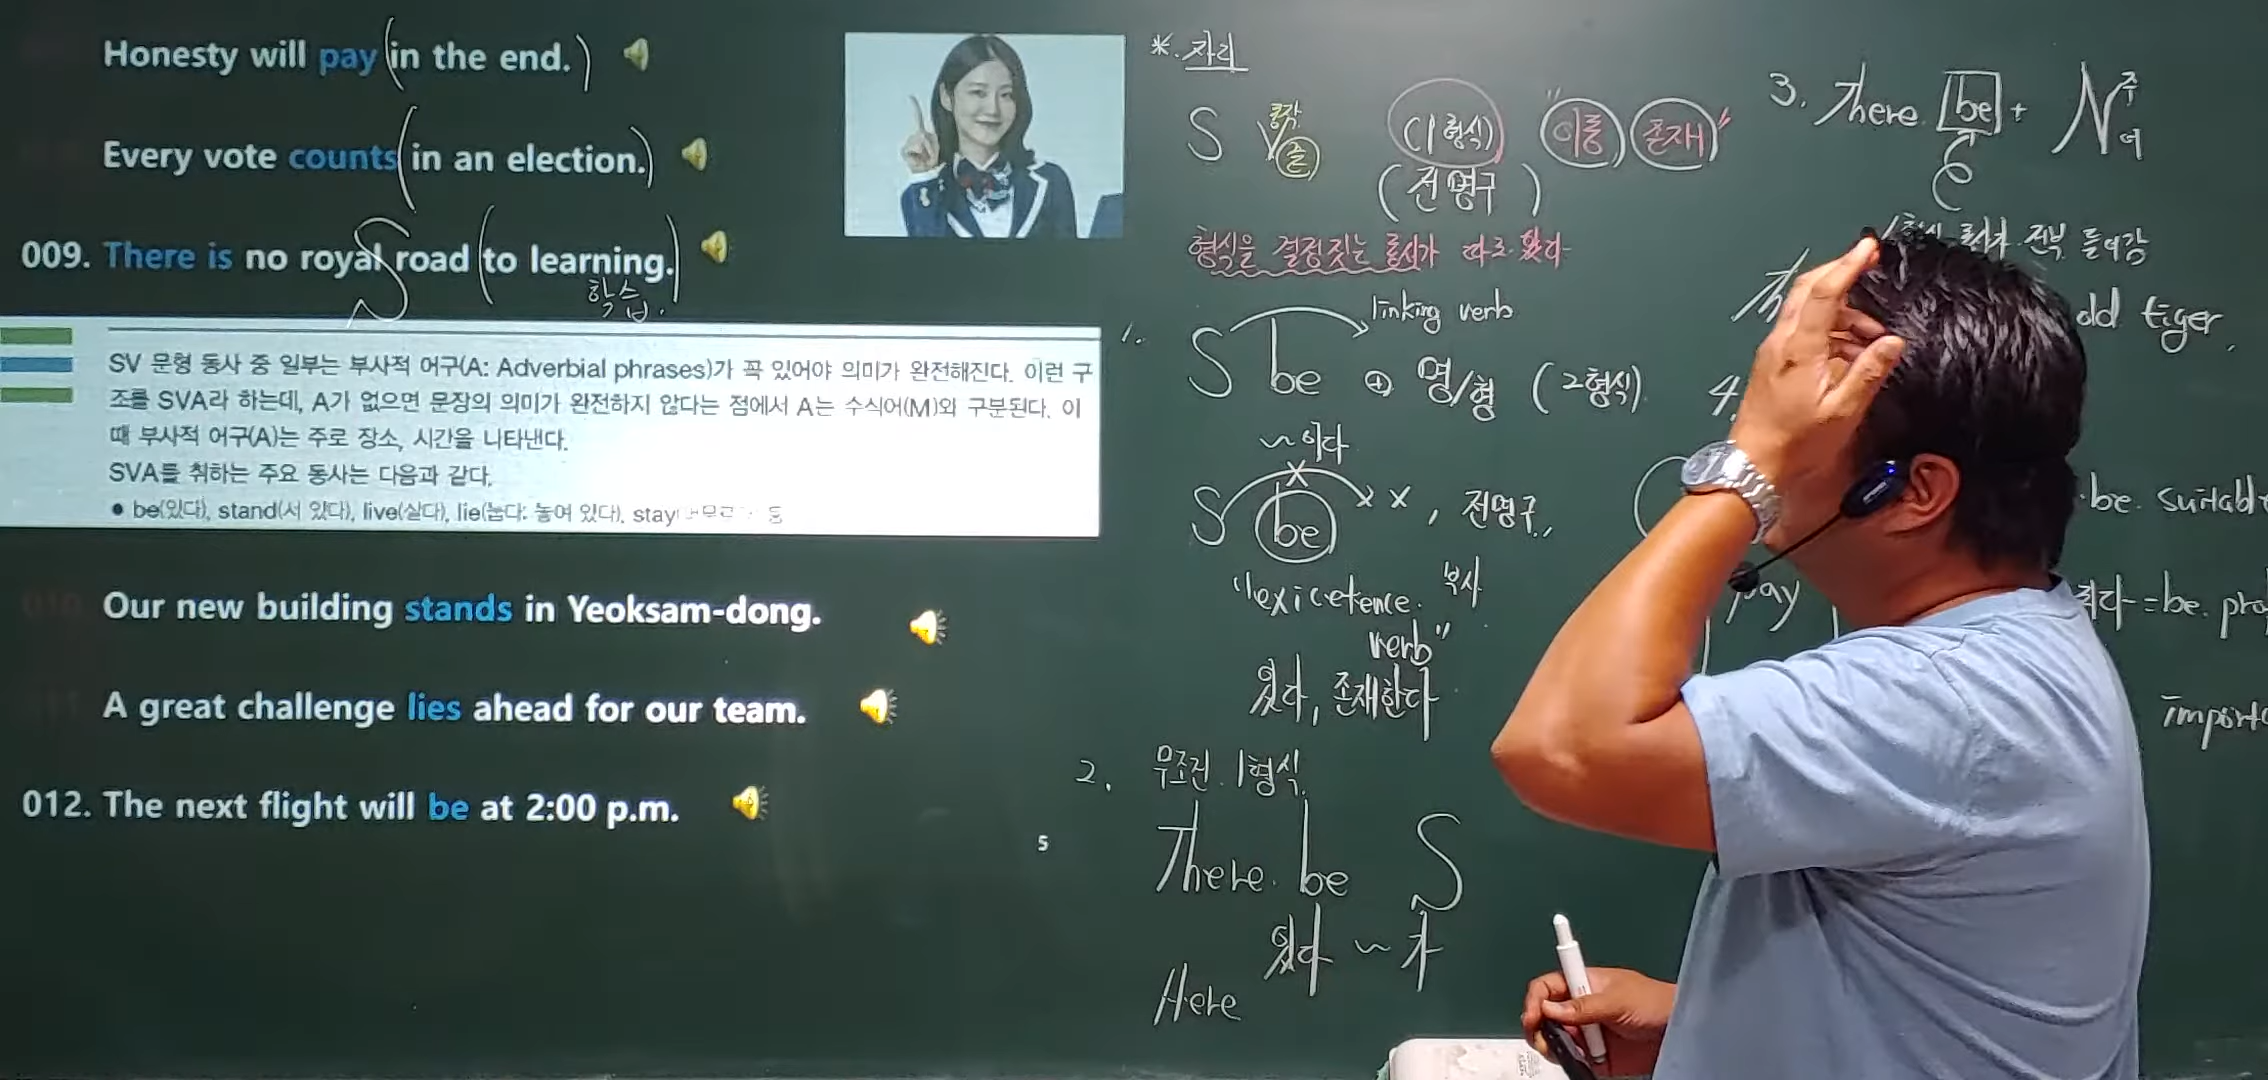 Honesty will pay (in the end.)
Every vote counts (in an election.)
009. There is no royal road (to learning.)
S
학습.
SV 문형 동사 중 일부는 부사적 어구(A: Adverbial phrases)가 꼭 있어야 의미가 완전해진다. 이런 구
조를 SVA라 하는데, A가 없으면 문장의 의미가 완전하지 않다는 점에서 A는 수식어(M)와 구분된다. 이
때 부사적 어구(A)는 주로 장소, 시간을 나타낸다.
SVA를 취하는 주요 동사는 다음과 같다.
• be(있다), stand(서 있다), live(살다), lie(눕다: 놓여 있다), stay
Our new building stands in Yeoksam-dong.
A great challenge lies ahead for our team.
012. The next flight will be at 2:00 p.m.
5
*. 자리
S V (1형식) "이동 존재"
(전명구)
형식을 결정짓는 동사가 따로 있다
1. linking verb
S be ⊕ 명/형 (2형식)
~이다
S be x x, 전명구,
부사
"exicetence.
verb"
있다, 존재한다
2. 무조건 1형식
There be S
있다 ~가
Here
3. There be + N 주어
동사 전부 들어감
old tiger.
4.
be. suitabl
pay
=be. pro
importa